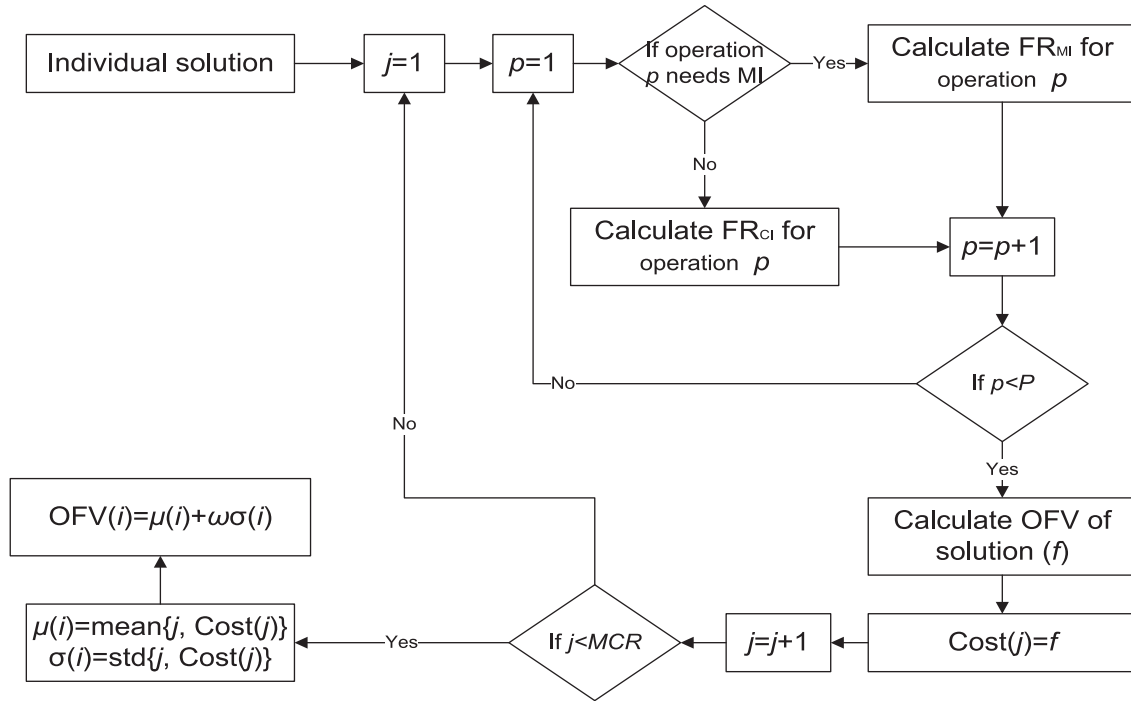 Individual solution
j=1
p=1
If operation
p needs MI
Yes
Calculate FRMI for
operation p
No
Calculate FRCI for
operation p
p=p+1
If p<P
No
Yes
Calculate OFV of
solution (f)
Cost(j)=f
j=j+1
If j<MCR
No
Yes
μ(i)=mean{j, Cost(j)}
σ(i)=std{j, Cost(j)}
OFV(i)=μ(i)+ωσ(i)